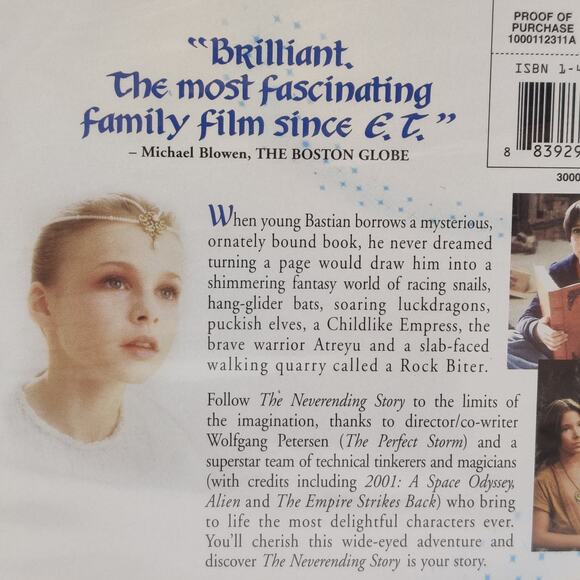 “Brilliant.
The most fascinating
family film since E.T.”
– Michael Blowen, THE BOSTON GLOBE
PROOF OF
PURCHASE
1000112311A
ISBN 1-4
8 83929
3000
When young Bastian borrows a mysterious,
ornately bound book, he never dreamed
turning a page would draw him into a
shimmering fantasy world of racing snails,
hang-glider bats, soaring luckdragons,
puckish elves, a Childlike Empress, the
brave warrior Atreyu and a slab-faced
walking quarry called a Rock Biter.
Follow The Neverending Story to the limits of
the imagination, thanks to director/co-writer
Wolfgang Petersen (The Perfect Storm) and a
superstar team of technical tinkerers and magicians
(with credits including 2001: A Space Odyssey,
Alien and The Empire Strikes Back) who bring
to life the most delightful characters ever.
You'll cherish this wide-eyed adventure and
discover The Neverending Story is your story.